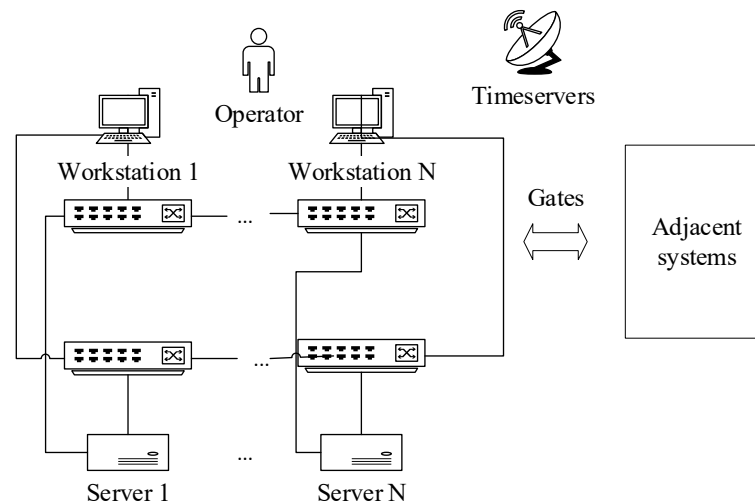 Operator
Timeservers
Workstation 1
Workstation N
...
Gates
Adjacent
systems
...
...
Server 1
Server N